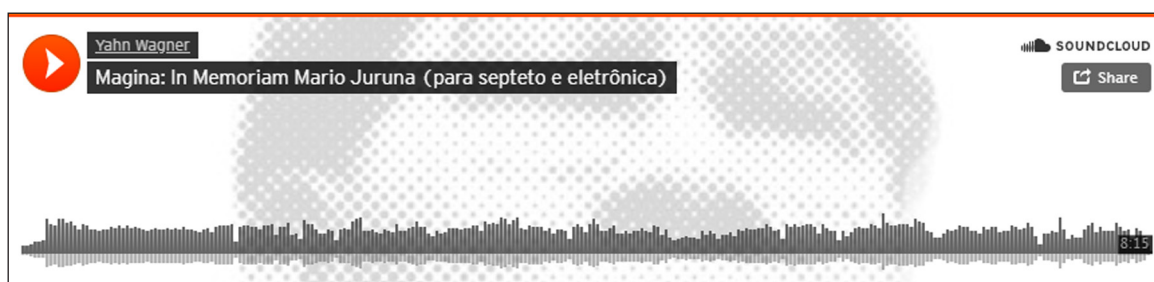 Yahn Wagner
SOUNDCLOUD
Magina: In Memoriam Mario Juruna (para septeto e eletrônica)
Share
8:15